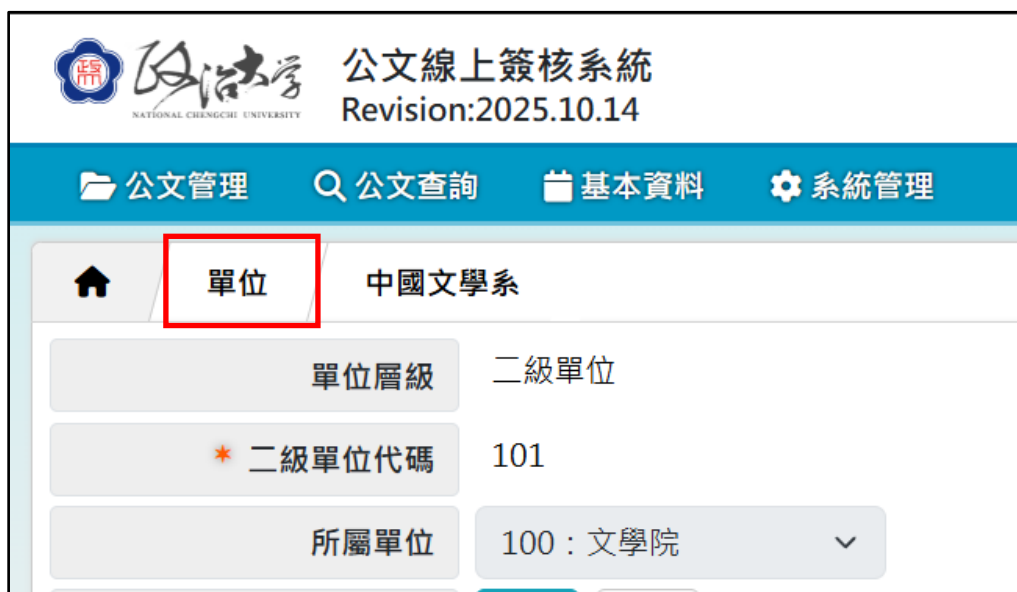 政治大學
NATIONAL CHENGCHI UNIVERSITY
公文線上簽核系統
Revision:2025.10.14
公文管理 公文查詢 基本資料 系統管理
單位 中國文學系
單位層級 二級單位
* 二級單位代碼 101
所屬單位 100：文學院